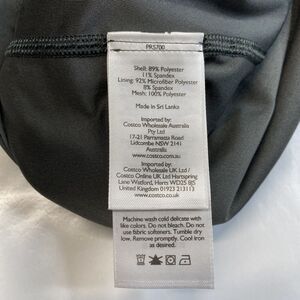 PRS700
Shell: 89% Polyester
11% Spandex
Lining: 92% Microfiber Polyester
8% Spandex
Mesh: 100% Polyester
Made in Sri Lanka
Imported by:
Costco Wholesale Australia
Pty Ltd
17-21 Parramatta Road
Lidcombe NSW 2141
Australia
www.costco.com.au
Imported by:
Costco Wholesale UK Ltd /
Costco Online UK Ltd Hartspring
Lane Watford, Herts WD25 8JS
United Kingdom 01923 213113
www.costco.co.uk
Machine wash cold delicate with
like colors. Do not bleach. Do not
use fabric softeners. Tumble dry
low. Remove promptly. Cool iron
as desired.